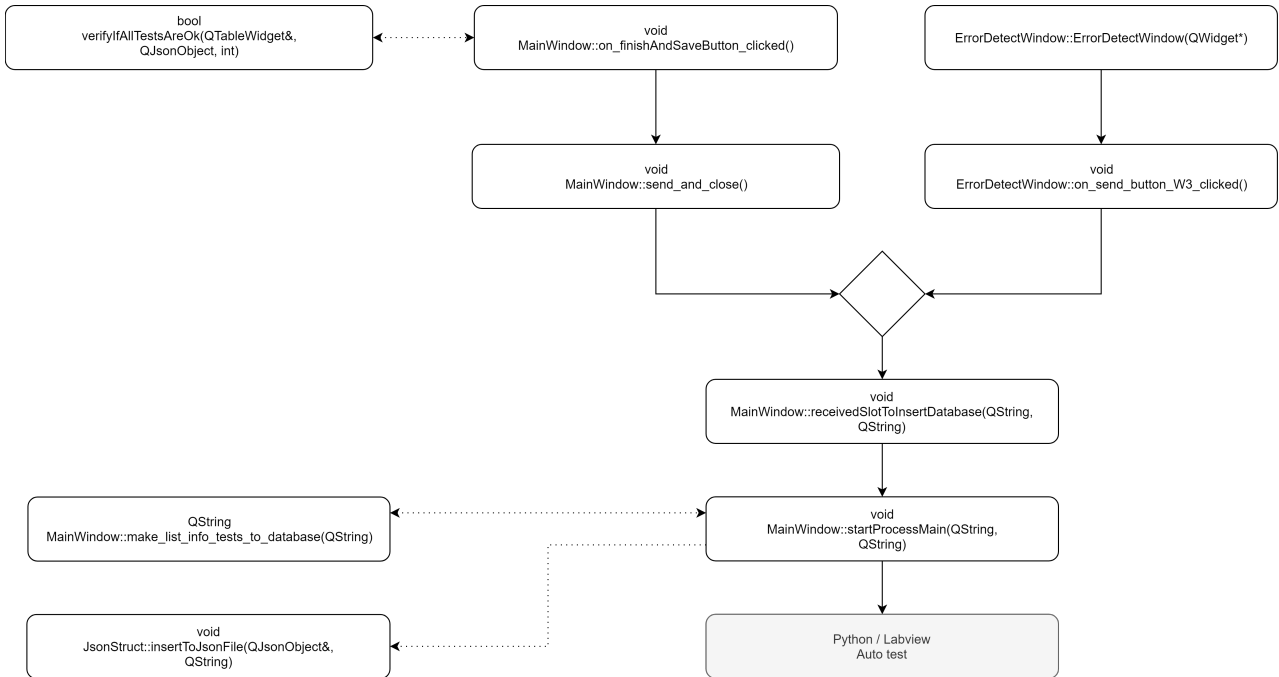 bool
verifyIfAllTestsAreOk(QTableWidget&,
QJsonObject, int)
void
MainWindow::on_finishAndSaveButton_clicked()
ErrorDetectWindow::ErrorDetectWindow(QWidget*)
void
MainWindow::send_and_close()
void
ErrorDetectWindow::on_send_button_W3_clicked()
void
MainWindow::receivedSlotToInsertDatabase(QString,
QString)
QString
MainWindow::make_list_info_tests_to_database(QString)
void
MainWindow::startProcessMain(QString,
QString)
void
JsonStruct::insertToJsonFile(QJsonObject&,
QString)
Python / Labview
Auto test